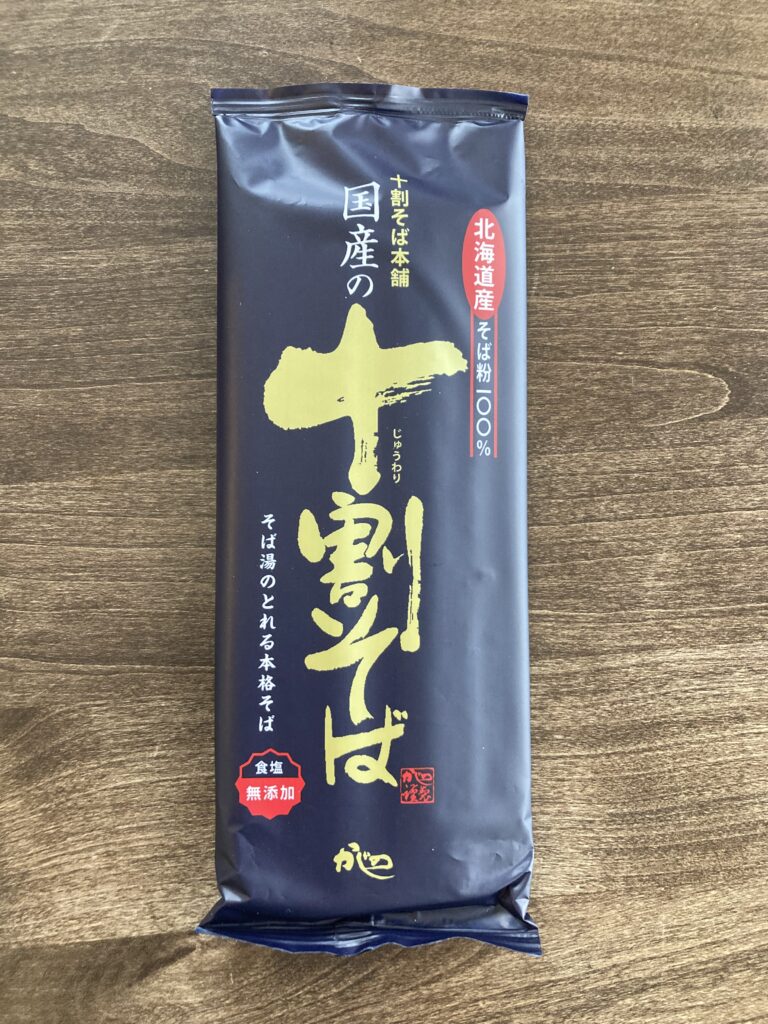 北海道産
そば粉一〇〇%
十割そば本舗
国産の
十割そば
じゅうわり
そば湯のとれる本格そば
食塩
無添加
がの